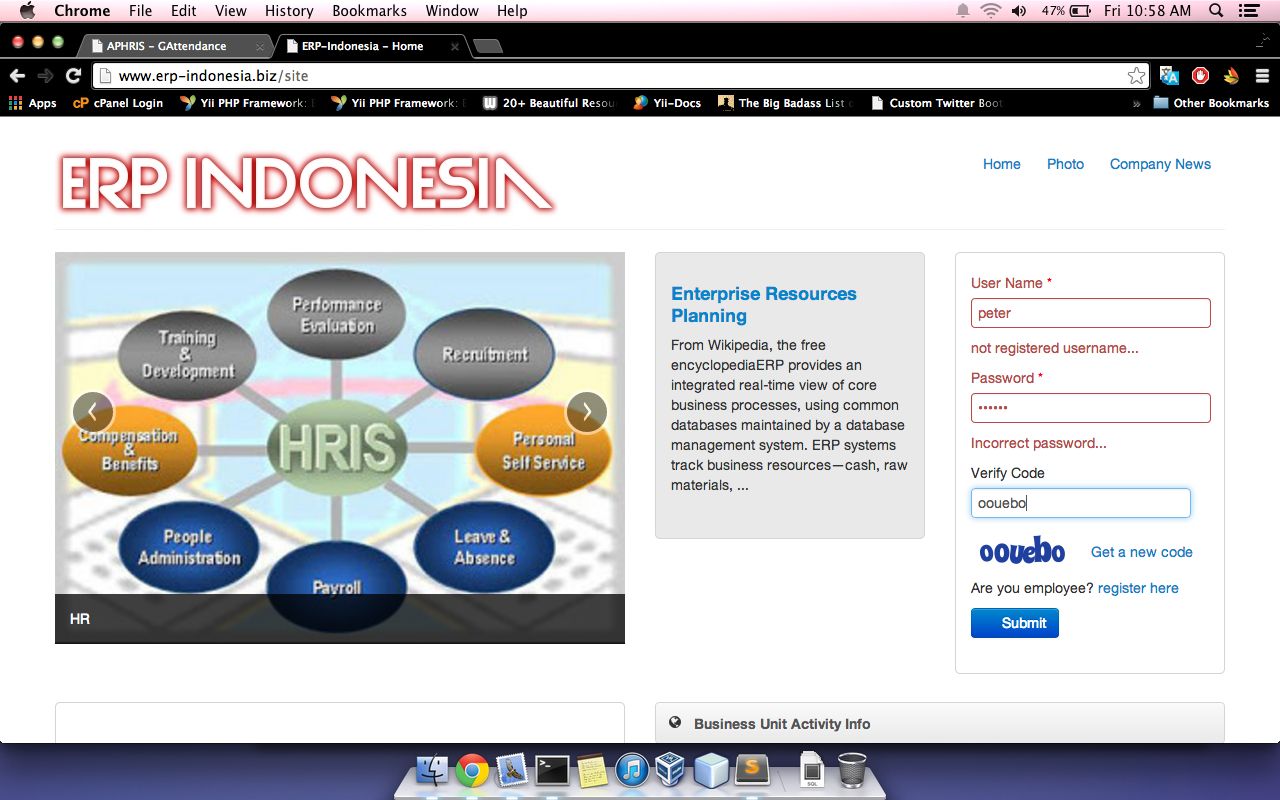 Chrome File Edit View History Bookmarks Window Help 47% Fri 10:58 AM
APHRIS – GAttendance ERP-Indonesia – Home
www.erp-indonesia.biz/site
Apps cPanel Login Yii PHP Framework: Yii PHP Framework: 20+ Beautiful Resou Yii-Docs The Big Badass List Custom Twitter Boot » Other Bookmarks
ERP INDONESIA
Home Photo Company News
Performance
Evaluation
Training
&
Development
Recruitment
HRIS
Compensation
&
Benefits
Personal
Self Service
People
Administration
Leave &
Absence
Payroll
HR
Enterprise Resources
Planning
From Wikipedia, the free
encyclopediaERP provides an
integrated real-time view of core
business processes, using common
databases maintained by a database
management system. ERP systems
track business resources—cash, raw
materials, ...
User Name *
peter
not registered username...
Password *
••••••
Incorrect password...
Verify Code
oouebo
oouebo Get a new code
Are you employee? register here
Submit
Business Unit Activity Info
SQL